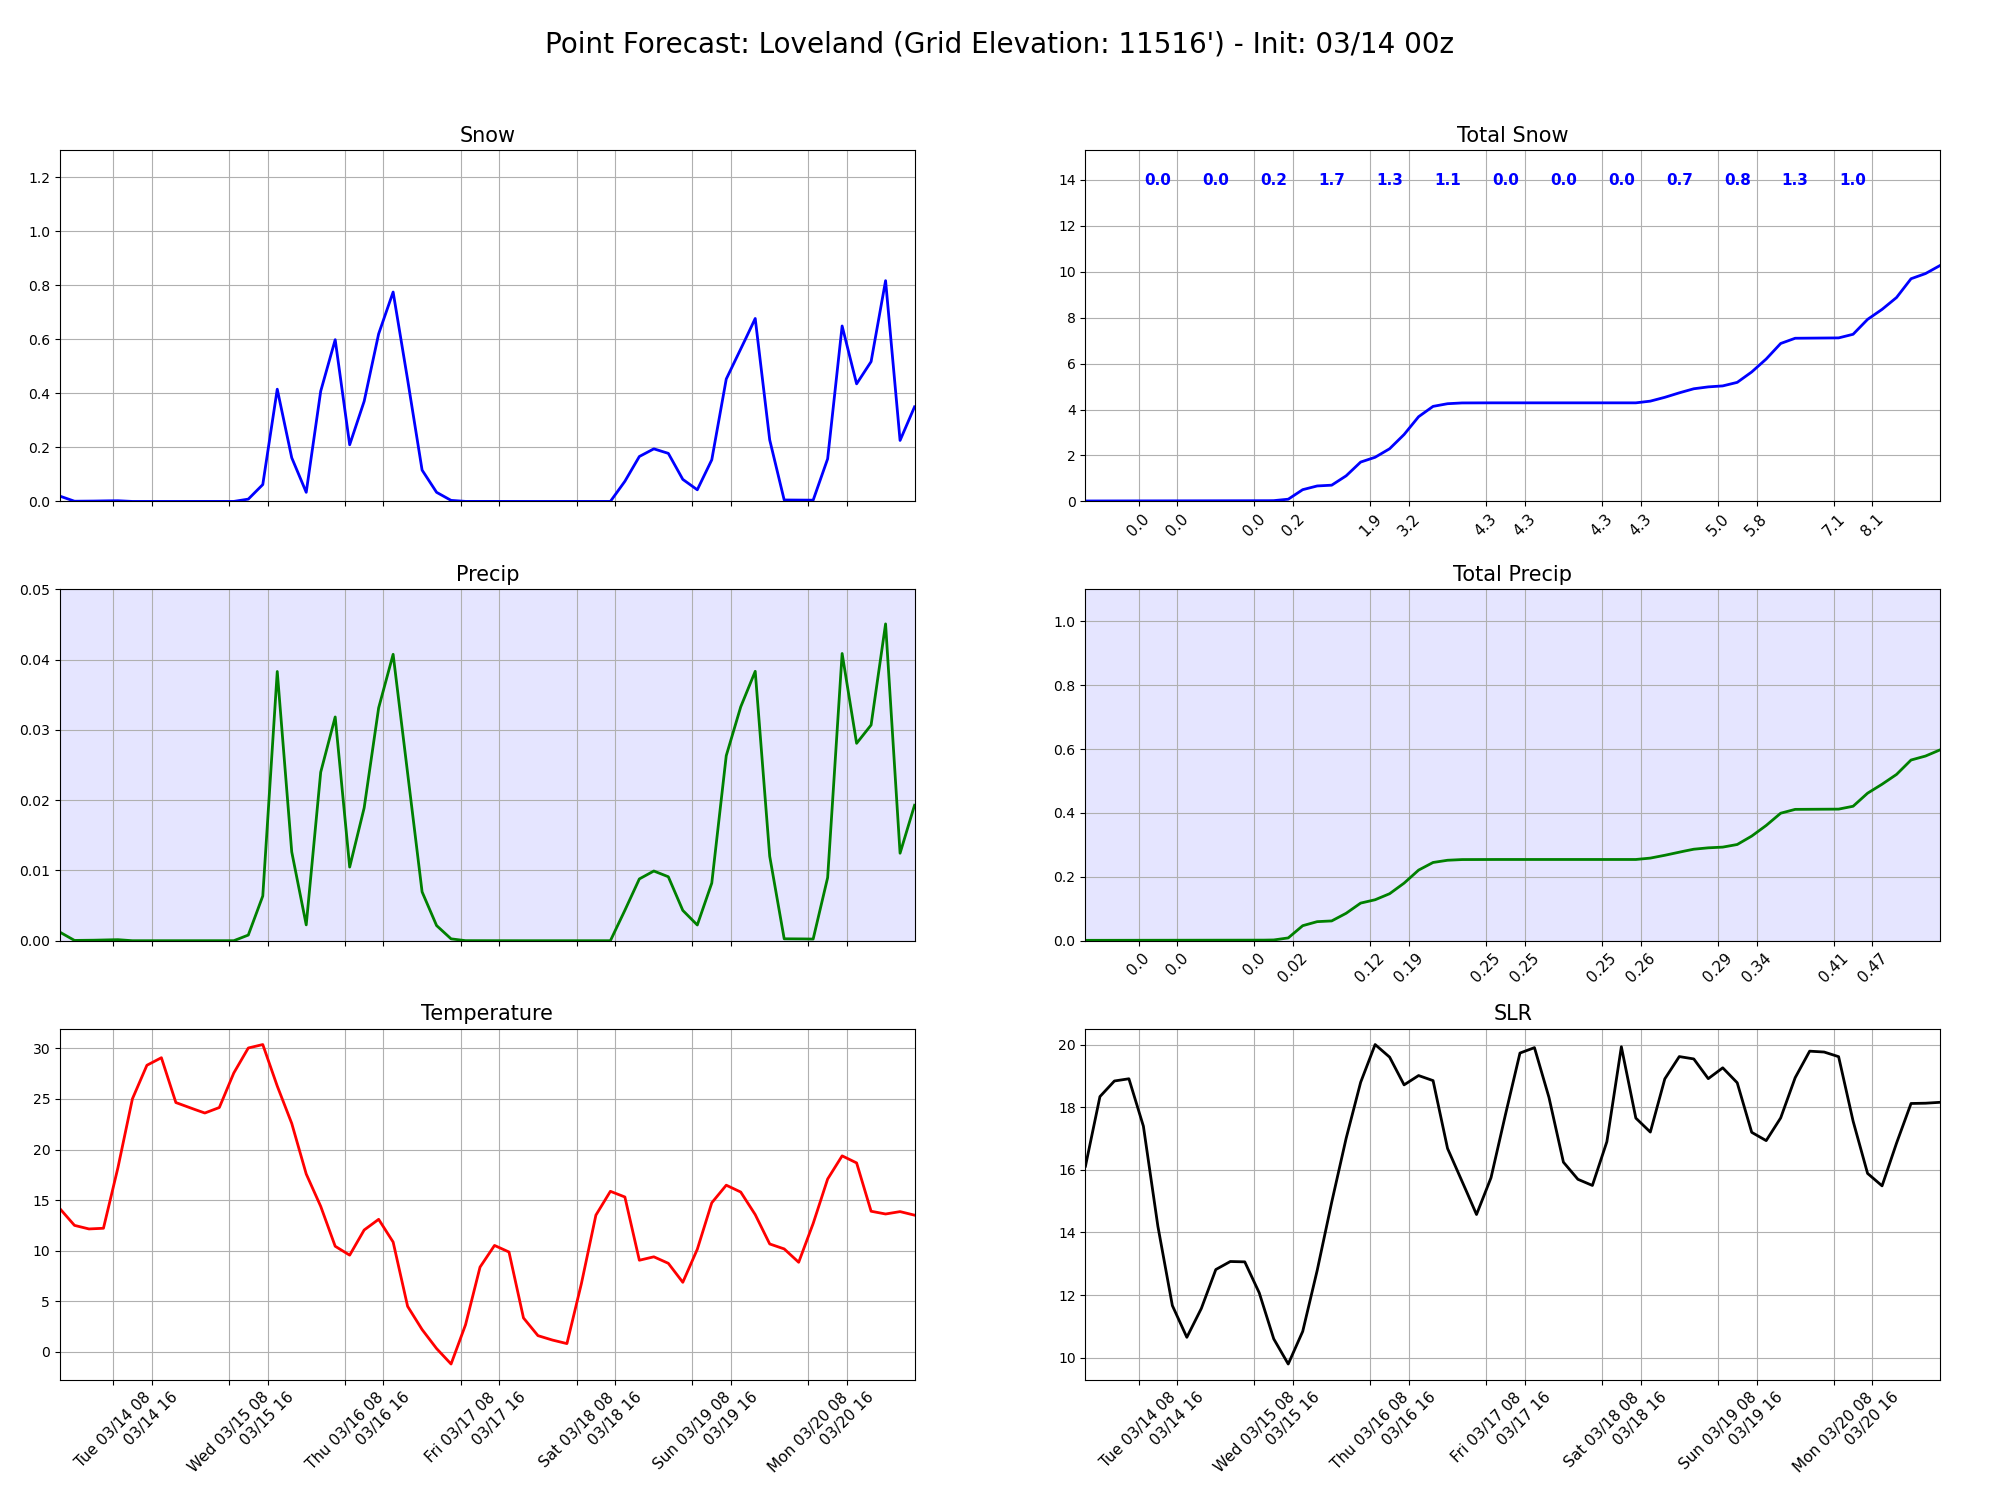 Point Forecast: Loveland (Grid Elevation: 11516') - Init: 03/14 00z
Snow
1.2
1.0
0.8
0.6
0.4
0.2
0.0
Total Snow
0.0 0.0 0.2 1.7 1.3 1.1 0.0 0.0 0.0 0.7 0.8 1.3 1.0
14
12
10
8
6
4
2
0
0.0 0.0 0.0 0.2 1.9 3.2 4.3 4.3 4.3 4.3 5.0 5.8 7.1 8.1
Precip
0.05
0.04
0.03
0.02
0.01
0.00
Total Precip
1.0
0.8
0.6
0.4
0.2
0.0
0.0 0.0 0.0 0.02 0.12 0.19 0.25 0.25 0.25 0.26 0.29 0.34 0.41 0.47
Temperature
30
25
20
15
10
5
0
Tue 03/14 08
03/14 16
Wed 03/15 08
03/15 16
Thu 03/16 08
03/16 16
Fri 03/17 08
03/17 16
Sat 03/18 08
03/18 16
Sun 03/19 08
03/19 16
Mon 03/20 08
03/20 16
SLR
20
18
16
14
12
10
Tue 03/14 08
03/14 16
Wed 03/15 08
03/15 16
Thu 03/16 08
03/16 16
Fri 03/17 08
03/17 16
Sat 03/18 08
03/18 16
Sun 03/19 08
03/19 16
Mon 03/20 08
03/20 16